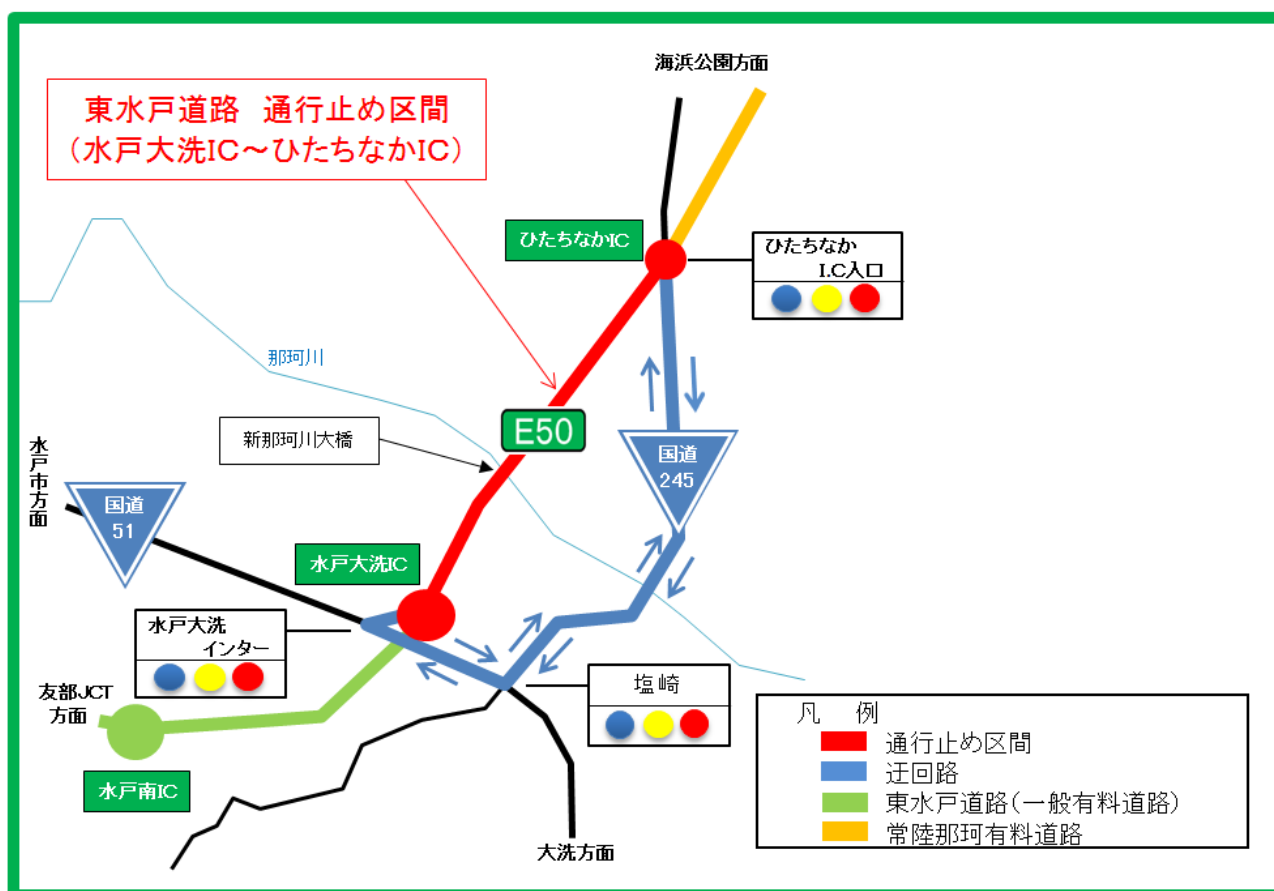 海浜公園方面
東水戸道路 通行止め区間
(水戸大洗IC～ひたちなかIC)
ひたちなかIC
ひたちなか
I.C入口
那珂川
新那珂川大橋
E50
国道
245
水戸市方面
国道
51
水戸大洗IC
水戸大洗
インター
塩崎
友部JCT
方面
水戸南IC
大洗方面
凡 例
通行止め区間
迂回路
東水戸道路(一般有料道路)
常陸那珂有料道路